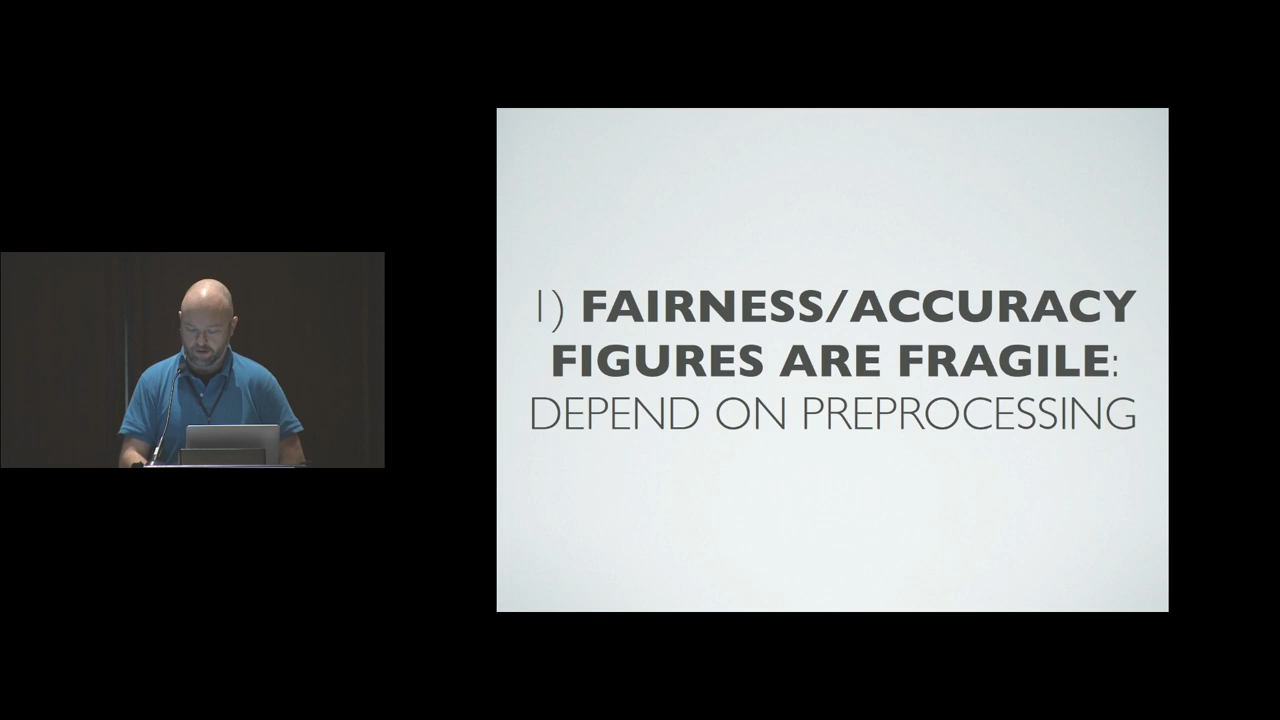 1) FAIRNESS/ACCURACY
FIGURES ARE FRAGILE:
DEPEND ON PREPROCESSING